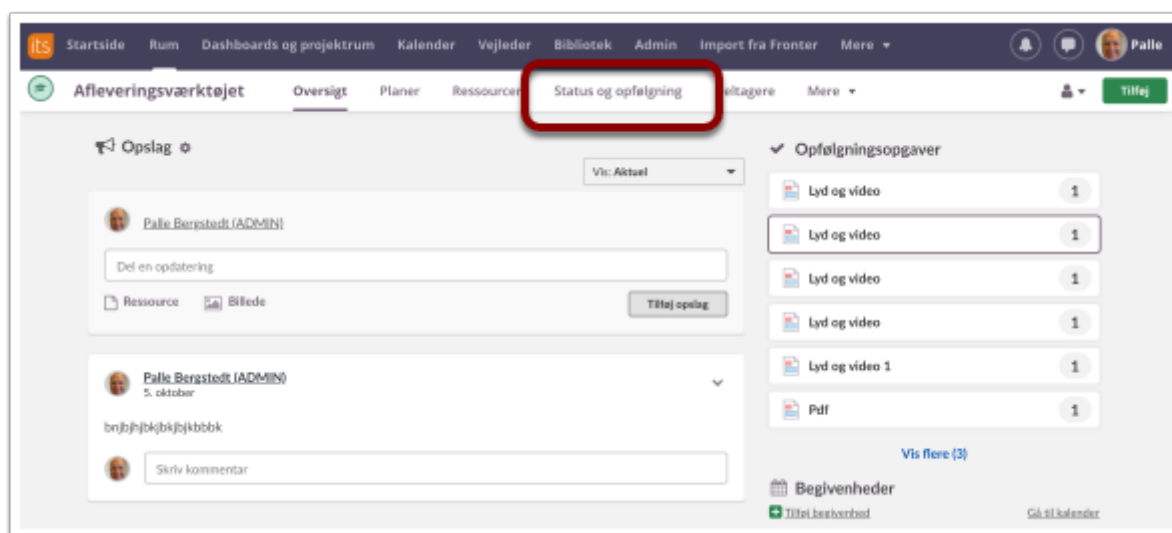 its Startside Rum Dashboards og projektrum Kalender Vejleder Bibliotek Admin Import fra Fronter Mere Palle
Afleveringsværktøjet Oversigt Planer Ressourcer Status og opfølgning eltagere Mere Tilføj
Opslag
Vis: Aktuel
Palle Bergstedt (ADMIN)
Del en opdatering
Ressource Billede Tilføj opslag
Palle Bergstedt (ADMIN)
5. oktober
bnjbjhjbkjbkjbjkbbbk
Skriv kommentar
Opfølgningsopgaver
Lyd og video 1
Lyd og video 1
Lyd og video 1
Lyd og video 1
Lyd og video 1 1
Pdf 1
Vis flere (3)
Begivenheder
Tilføj begivenhed Gå til kalender